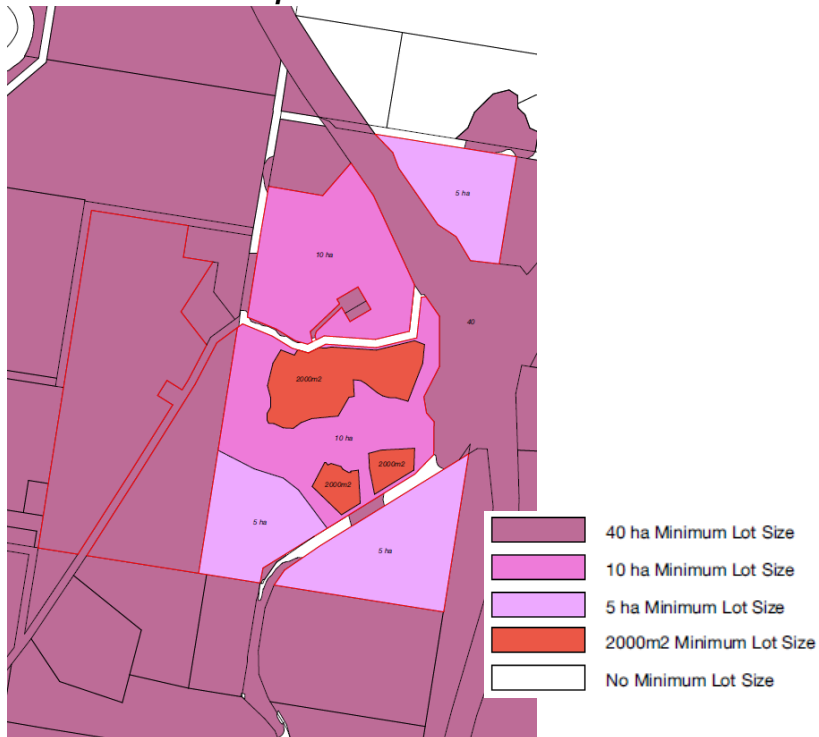 5 ha
10 ha
40
2000m2
10 ha
2000m2
2000m2
5 ha
5 ha
40 ha Minimum Lot Size
10 ha Minimum Lot Size
5 ha Minimum Lot Size
2000m2 Minimum Lot Size
No Minimum Lot Size